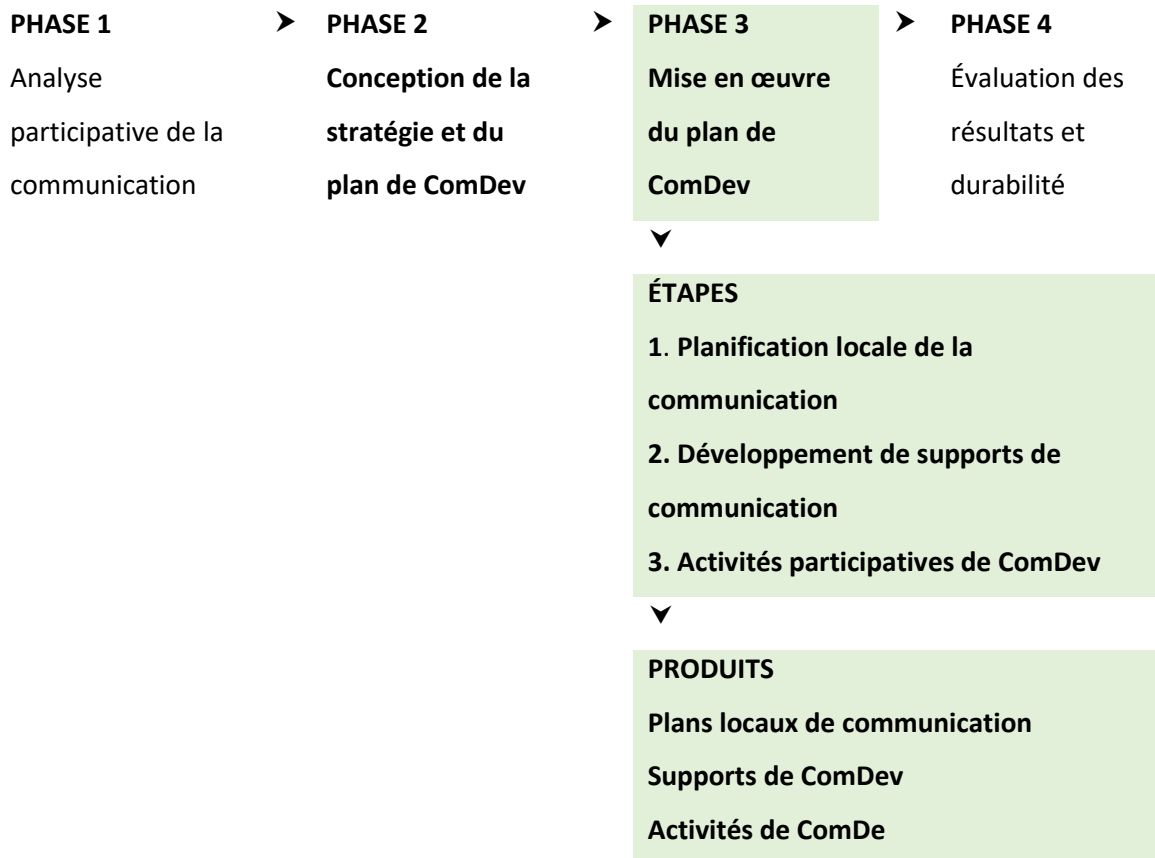 PHASE 1
Analyse
participative de la
communication
➤
PHASE 2
Conception de la
stratégie et du
plan de ComDev
➤
PHASE 3
Mise en œuvre
du plan de
ComDev
➤
PHASE 4
Évaluation des
résultats et
durabilité
ÉTAPES
1. Planification locale de la
communication
2. Développement de supports de
communication
3. Activités participatives de ComDev
PRODUITS
Plans locaux de communication
Supports de ComDev
Activités de ComDe